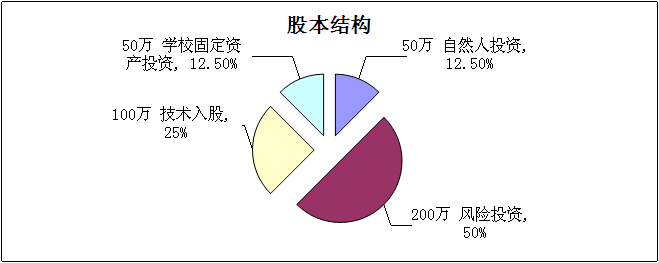 股本结构
50万 学校固定资
产投资, 12.50%
50万 自然人投资,
12.50%
100万 技术入股,
25%
200万 风险投资,
50%